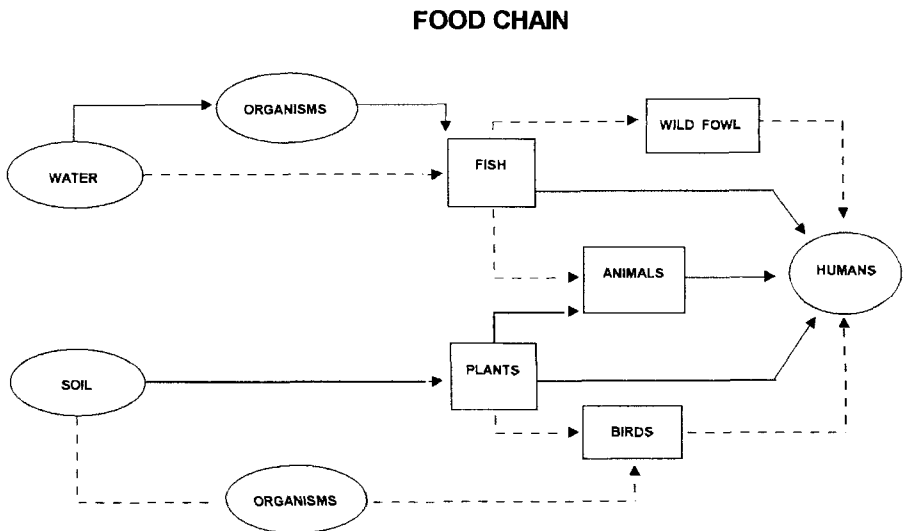 FOOD CHAIN
ORGANISMS
WILD FOWL
WATER
FISH
ANIMALS
HUMANS
SOIL
PLANTS
BIRDS
ORGANISMS